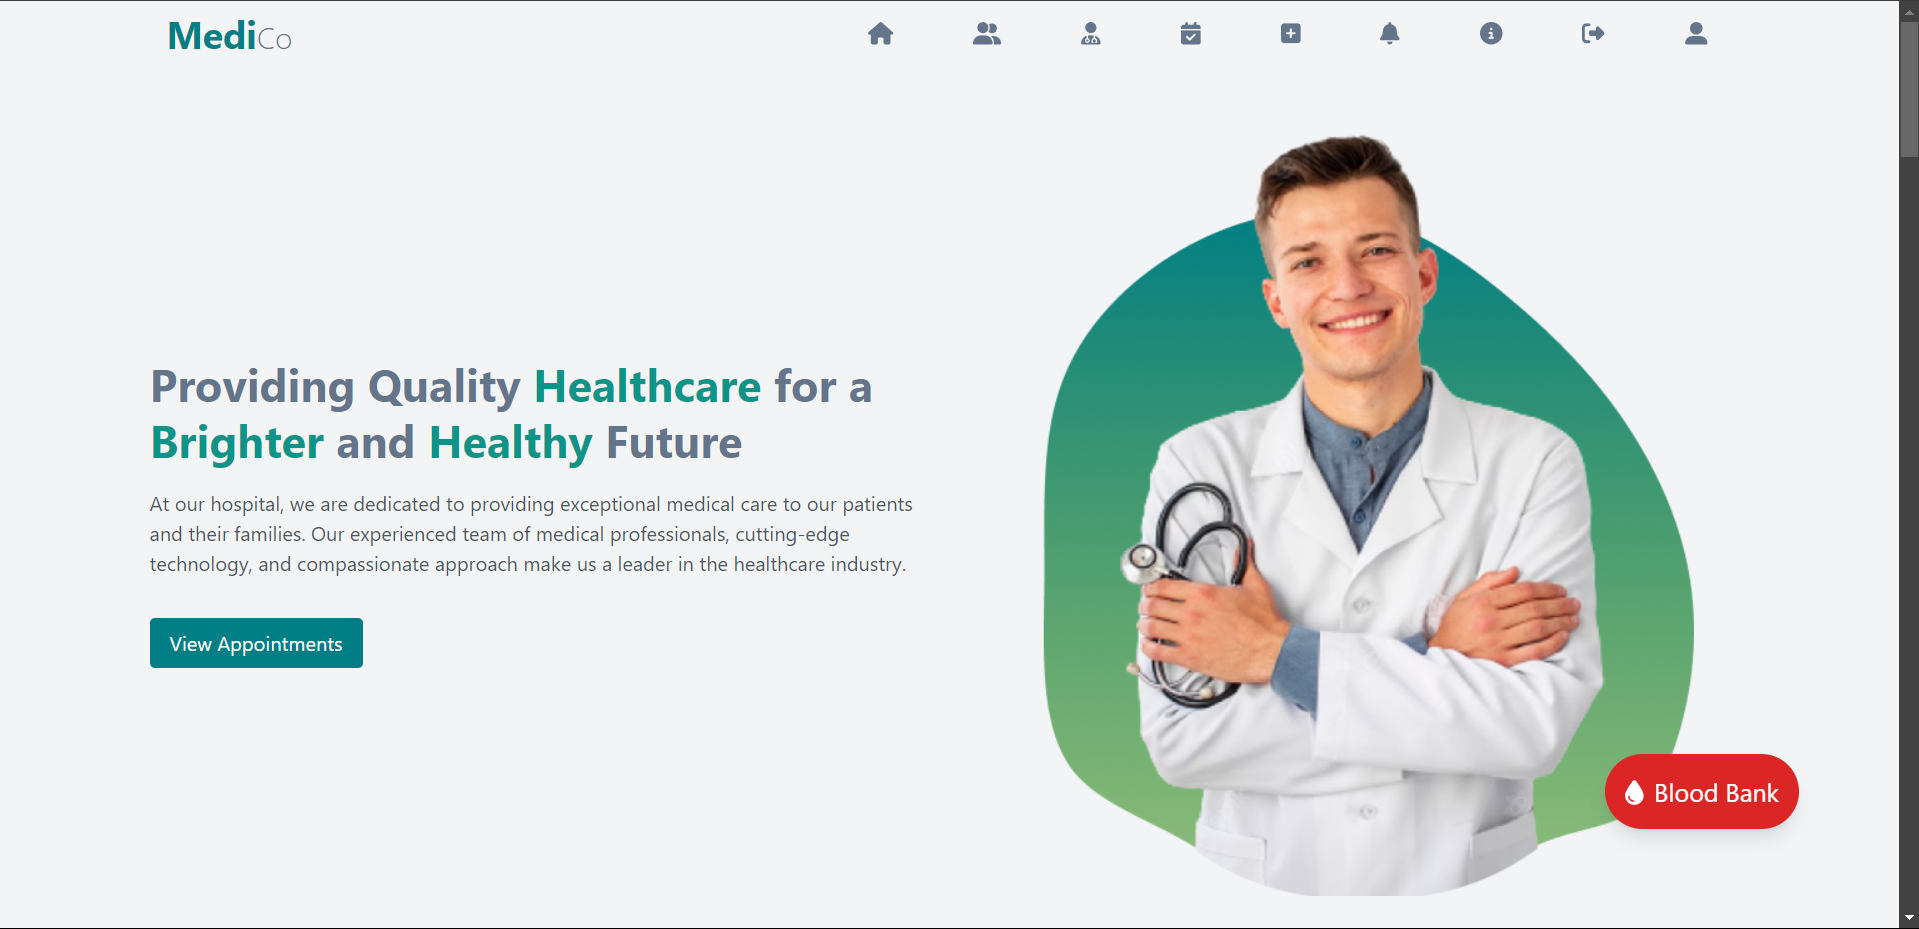 MediCo
Providing Quality Healthcare for a
Brighter and Healthy Future
At our hospital, we are dedicated to providing exceptional medical care to our patients
and their families. Our experienced team of medical professionals, cutting-edge
technology, and compassionate approach make us a leader in the healthcare industry.
View Appointments
Blood Bank